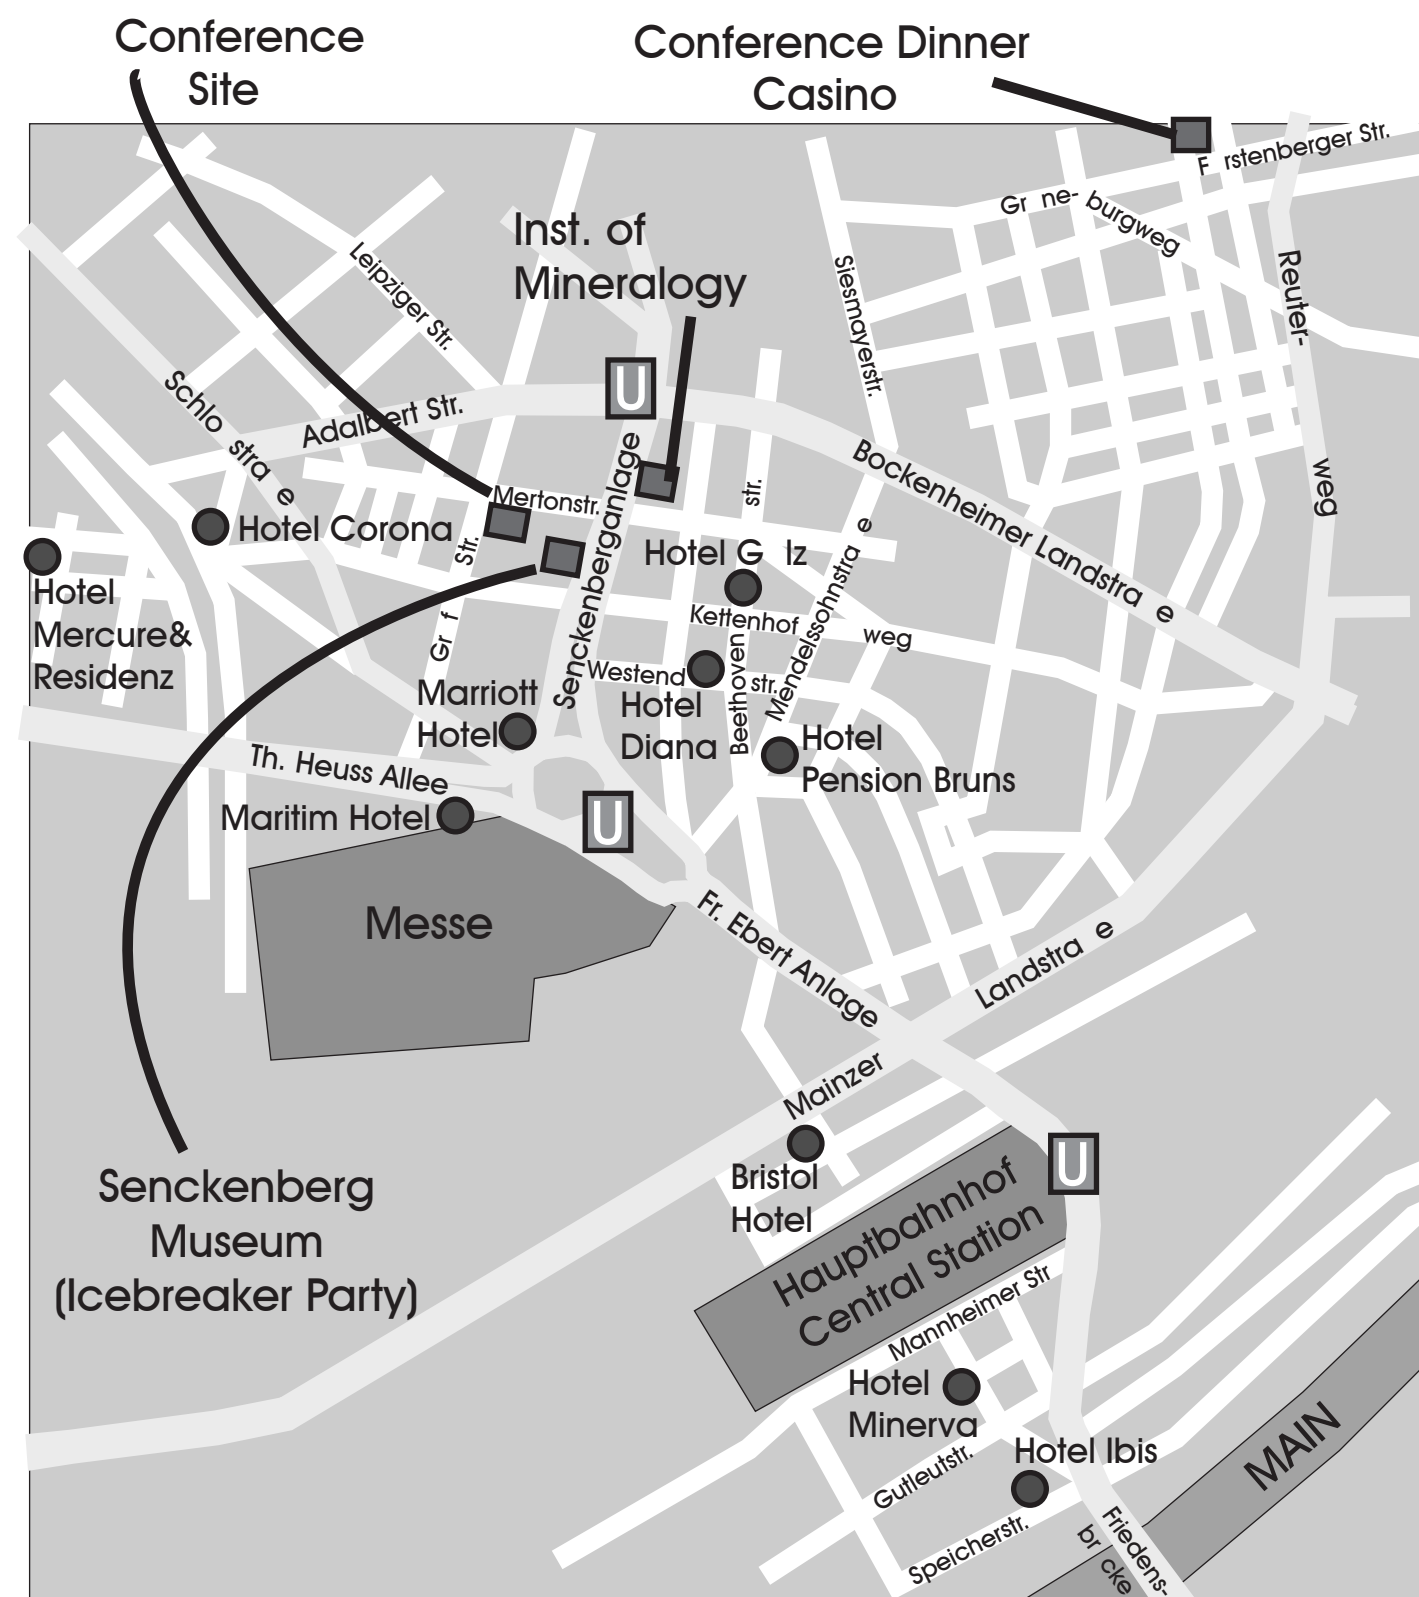 Conference
Site
Conference Dinner
Casino
F rstenberger Str.
Gr ne- burgweg
Inst. of
Mineralogy
Leipziger Str.
Siesmayerstr.
Reuter-
weg
Schlo stra e
Adalbert Str.
U
Bockenheimer Landstra e
Mertonstr.
str.
Senckenberganlage
Hotel Corona
Gr f Str.
Hotel G lz
Mendelssohnstra e
Hotel
Mercure&
Residenz
Kettenhof weg
Westend str.
Beethoven
Marriott
Hotel
Hotel
Diana
Hotel
Pension Bruns
Th. Heuss Allee
Maritim Hotel
U
Messe
Fr. Ebert Anlage
Mainzer Landstra e
Bristol
Hotel
U
Senckenberg
Museum
(Icebreaker Party)
Hauptbahnhof
Central Station
Mannheimer Str
Hotel
Minerva
Gutleutstr.
Hotel Ibis
Speicherstr.
MAIN
Friedens-
br cke